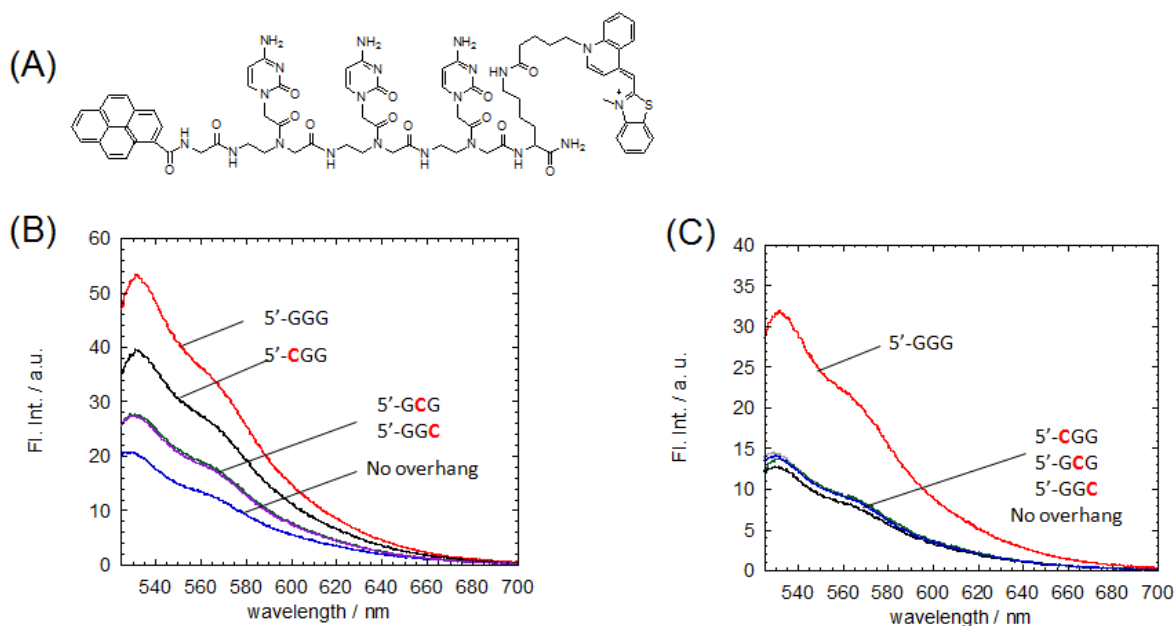 (A)
NH₂ NH₂ NH₂
N N N
N O N O N O
O O O
O N
HN
N
+
N S
H
N
O
N
H
O
N
O
N
H
N
O
N
H
N
O
N
H
O
NH₂
(B)
60
50
40
30
20
10
0
Fl. Int. / a.u.
5'-GGG
5'-CGG
5'-GCG
5'-GGC
No overhang
540 560 580 600 620 640 660 680 700
wavelength / nm
(C)
40
35
30
25
20
15
10
5
0
Fl. Int. / a. u.
5'-GGG
5'-CGG
5'-GCG
5'-GGC
No overhang
540 560 580 600 620 640 660 680 700
wavelength / nm